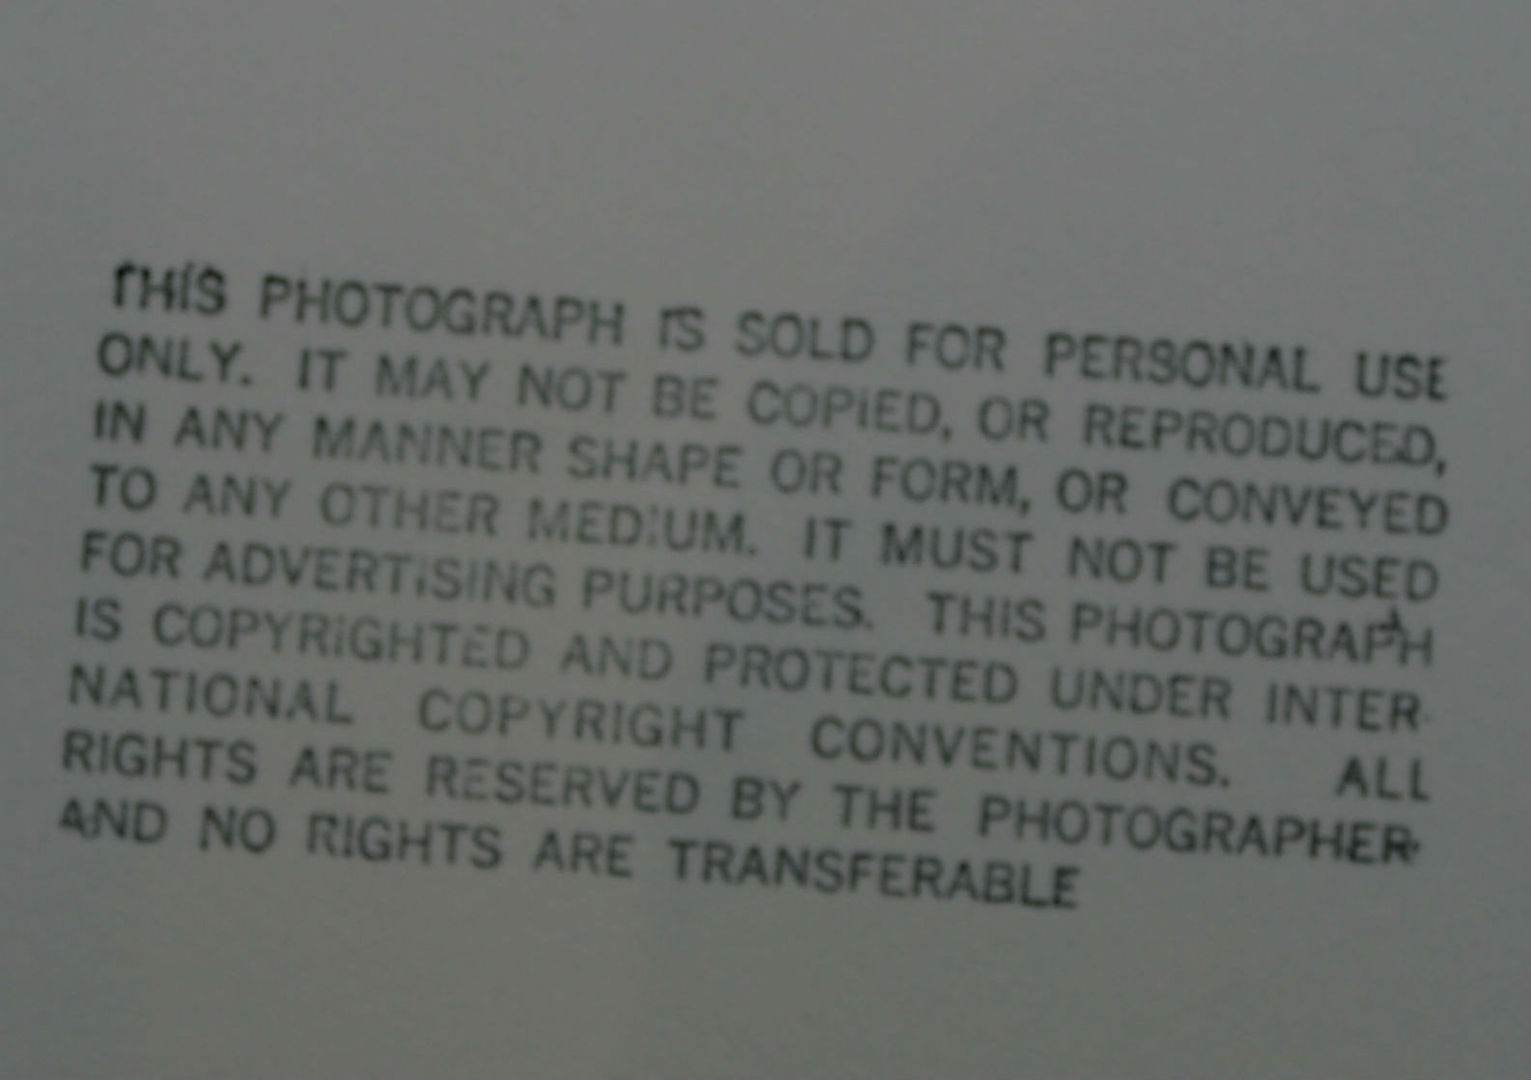 THIS PHOTOGRAPH IS SOLD FOR PERSONAL USE
ONLY. IT MAY NOT BE COPIED, OR REPRODUCED,
IN ANY MANNER SHAPE OR FORM, OR CONVEYED
TO ANY OTHER MEDIUM. IT MUST NOT BE USED
FOR ADVERTISING PURPOSES. THIS PHOTOGRAPH
IS COPYRIGHTED AND PROTECTED UNDER INTER-
NATIONAL COPYRIGHT CONVENTIONS. ALL
RIGHTS ARE RESERVED BY THE PHOTOGRAPHER
AND NO RIGHTS ARE TRANSFERABLE